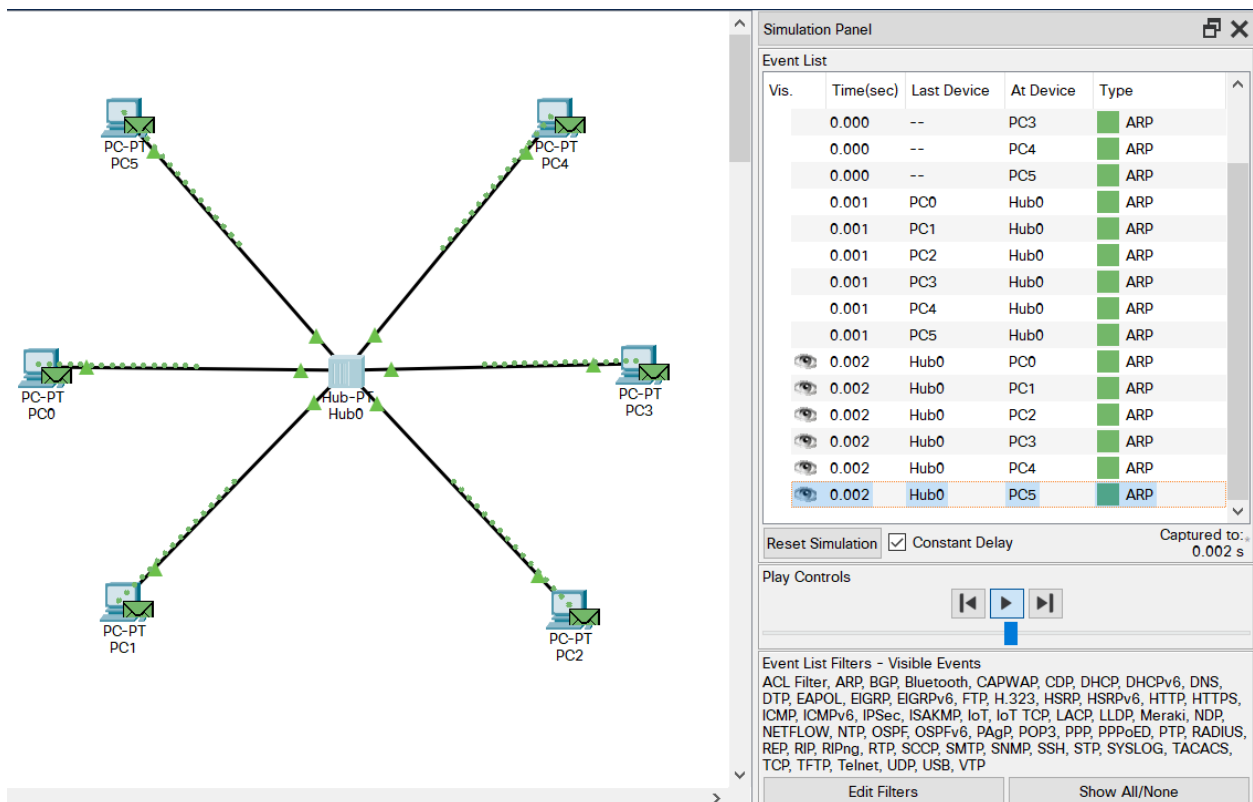 PC-PT
PC5
PC-PT
PC4
PC-PT
PC0
Hub-PT
Hub0
PC-PT
PC3
PC-PT
PC1
PC-PT
PC2
Simulation Panel
Event List
Vis. Time(sec) Last Device At Device Type
0.000 -- PC3 ARP
0.000 -- PC4 ARP
0.000 -- PC5 ARP
0.001 PC0 Hub0 ARP
0.001 PC1 Hub0 ARP
0.001 PC2 Hub0 ARP
0.001 PC3 Hub0 ARP
0.001 PC4 Hub0 ARP
0.001 PC5 Hub0 ARP
0.002 Hub0 PC0 ARP
0.002 Hub0 PC1 ARP
0.002 Hub0 PC2 ARP
0.002 Hub0 PC3 ARP
0.002 Hub0 PC4 ARP
0.002 Hub0 PC5 ARP
Reset Simulation Constant Delay Captured to:
0.002 s
Play Controls
Event List Filters - Visible Events
ACL Filter, ARP, BGP, Bluetooth, CAPWAP, CDP, DHCP, DHCPv6, DNS,
DTP, EAPOL, EIGRP, EIGRPv6, FTP, H.323, HSRP, HSRPv6, HTTP, HTTPS,
ICMP, ICMPv6, IPSec, ISAKMP, IoT, IoT TCP, LACP, LLDP, Meraki, NDP,
NETFLOW, NTP, OSPF, OSPFv6, PAgP, POP3, PPP, PPPoED, PTP, RADIUS,
REP, RIP, RIPng, RTP, SCCP, SMTP, SNMP, SSH, STP, SYSLOG, TACACS,
TCP, TFTP, Telnet, UDP, USB, VTP
Edit Filters Show All/None